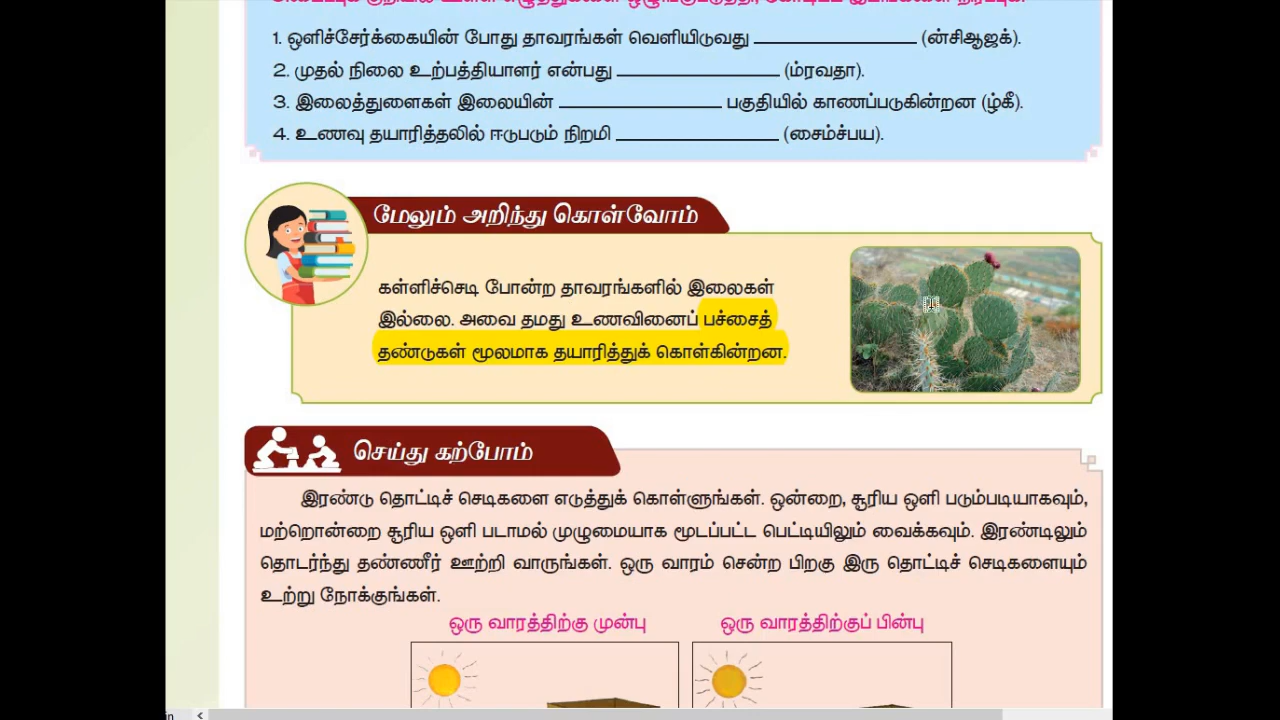 1. ஒளிச்சேர்க்கையின் போது தாவரங்கள் வெளியிடுவது ____________ (ன்சிஆஜக்).
2. முதல் நிலை உற்பத்தியாளர் என்பது ____________ (ம்ரவதா).
3. இலைத்துளைகள் இலையின் ____________ பகுதியில் காணப்படுகின்றன (ழ்கீ).
4. உணவு தயாரித்தலில் ஈடுபடும் நிறமி ____________ (சைம்ச்பய).
மேலும் அறிந்து கொள்வோம்
கள்ளிச்செடி போன்ற தாவரங்களில் இலைகள்
இல்லை. அவை தமது உணவினைப் பச்சைத்
தண்டுகள் மூலமாக தயாரித்துக் கொள்கின்றன.
செய்து கற்போம்
இரண்டு தொட்டிச் செடிகளை எடுத்துக் கொள்ளுங்கள். ஒன்றை, சூரிய ஒளி படும்படியாகவும்,
மற்றொன்றை சூரிய ஒளி படாமல் முழுமையாக மூடப்பட்ட பெட்டியிலும் வைக்கவும். இரண்டிலும்
தொடர்ந்து தண்ணீர் ஊற்றி வாருங்கள். ஒரு வாரம் சென்ற பிறகு இரு தொட்டிச் செடிகளையும்
உற்று நோக்குங்கள்.
ஒரு வாரத்திற்கு முன்பு
ஒரு வாரத்திற்குப் பின்பு